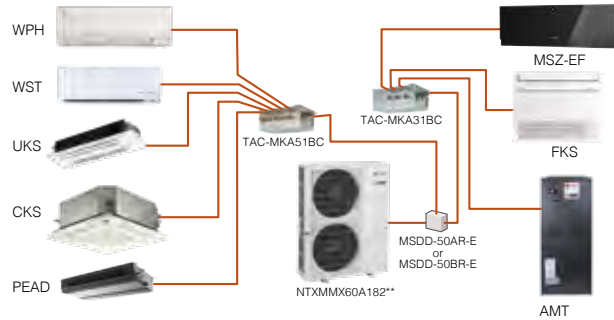 WPH
WST
UKS
CKS
PEAD
TAC-MKA51BC
TAC-MKA31BC
MSZ-EF
FKS
AMT
MSDD-50AR-E
or
MSDD-50BR-E
NTXMMX60A182**